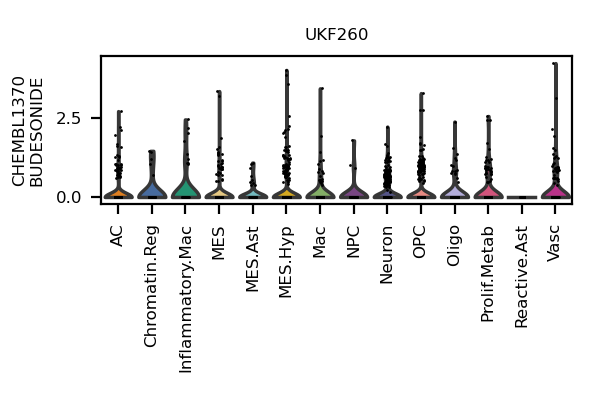 UKF260
CHEMBL1370
BUDESONIDE
2.5
0.0
AC
Chromatin.Reg
Inflammatory.Mac
MES
MES.Ast
MES.Hyp
Mac
NPC
Neuron
OPC
Oligo
Prolif.Metab
Reactive.Ast
Vasc